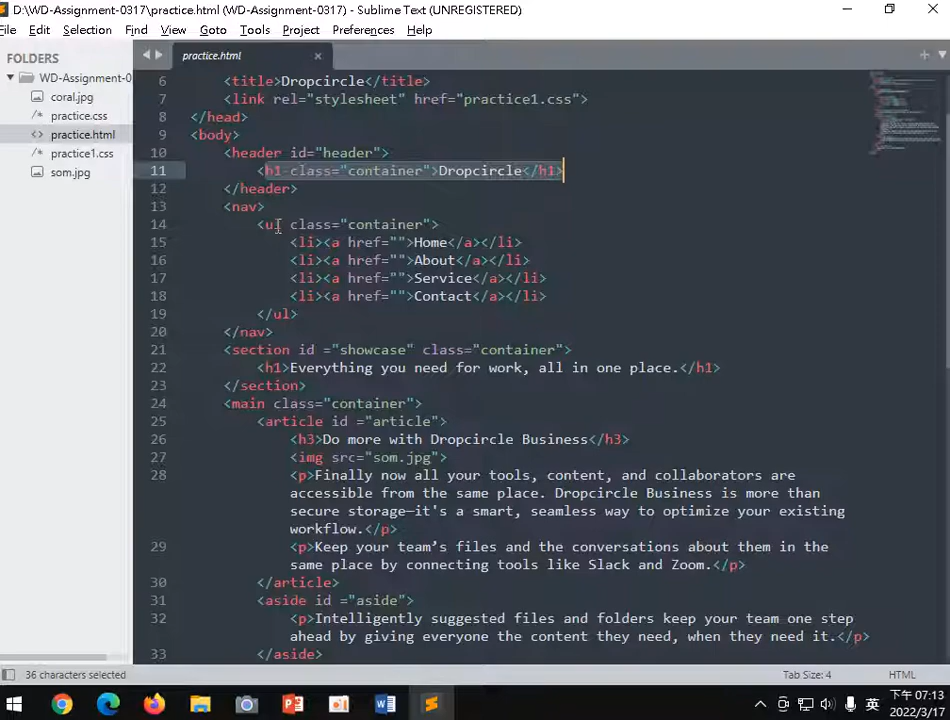 D:\WD-Assignment-0317\practice.html (WD-Assignment-0317) - Sublime Text (UNREGISTERED)
File Edit Selection Find View Goto Tools Project Preferences Help
FOLDERS
WD-Assignment-0
coral.jpg
/* practice.css
<> practice.html
/* practice1.css
som.jpg
practice.html ×
6 <title>Dropcircle</title>
7 <link rel="stylesheet" href="practice1.css">
8 </head>
9 <body>
10 <header id="header">
11 <h1 class="container">Dropcircle</h1>
12 </header>
13 <nav>
14 <ul class="container">
15 <li><a href="">Home</a></li>
16 <li><a href="">About</a></li>
17 <li><a href="">Service</a></li>
18 <li><a href="">Contact</a></li>
19 </ul>
20 </nav>
21 <section id ="showcase" class="container">
22 <h1>Everything you need for work, all in one place.</h1>
23 </section>
24 <main class="container">
25 <article id ="article">
26 <h3>Do more with Dropcircle Business</h3>
27 <img src="som.jpg">
28 <p>Finally now all your tools, content, and collaborators are
accessible from the same place. Dropcircle Business is more than
secure storage—it's a smart, seamless way to optimize your existing
workflow.</p>
29 <p>Keep your team’s files and the conversations about them in the
same place by connecting tools like Slack and Zoom.</p>
30 </article>
31 <aside id ="aside">
32 <p>Intelligently suggested files and folders keep your team one step
ahead by giving everyone the content they need, when they need it.</p>
33 </aside>
36 characters selected Tab Size: 4 HTML
英 下午 07:13
2022/3/17